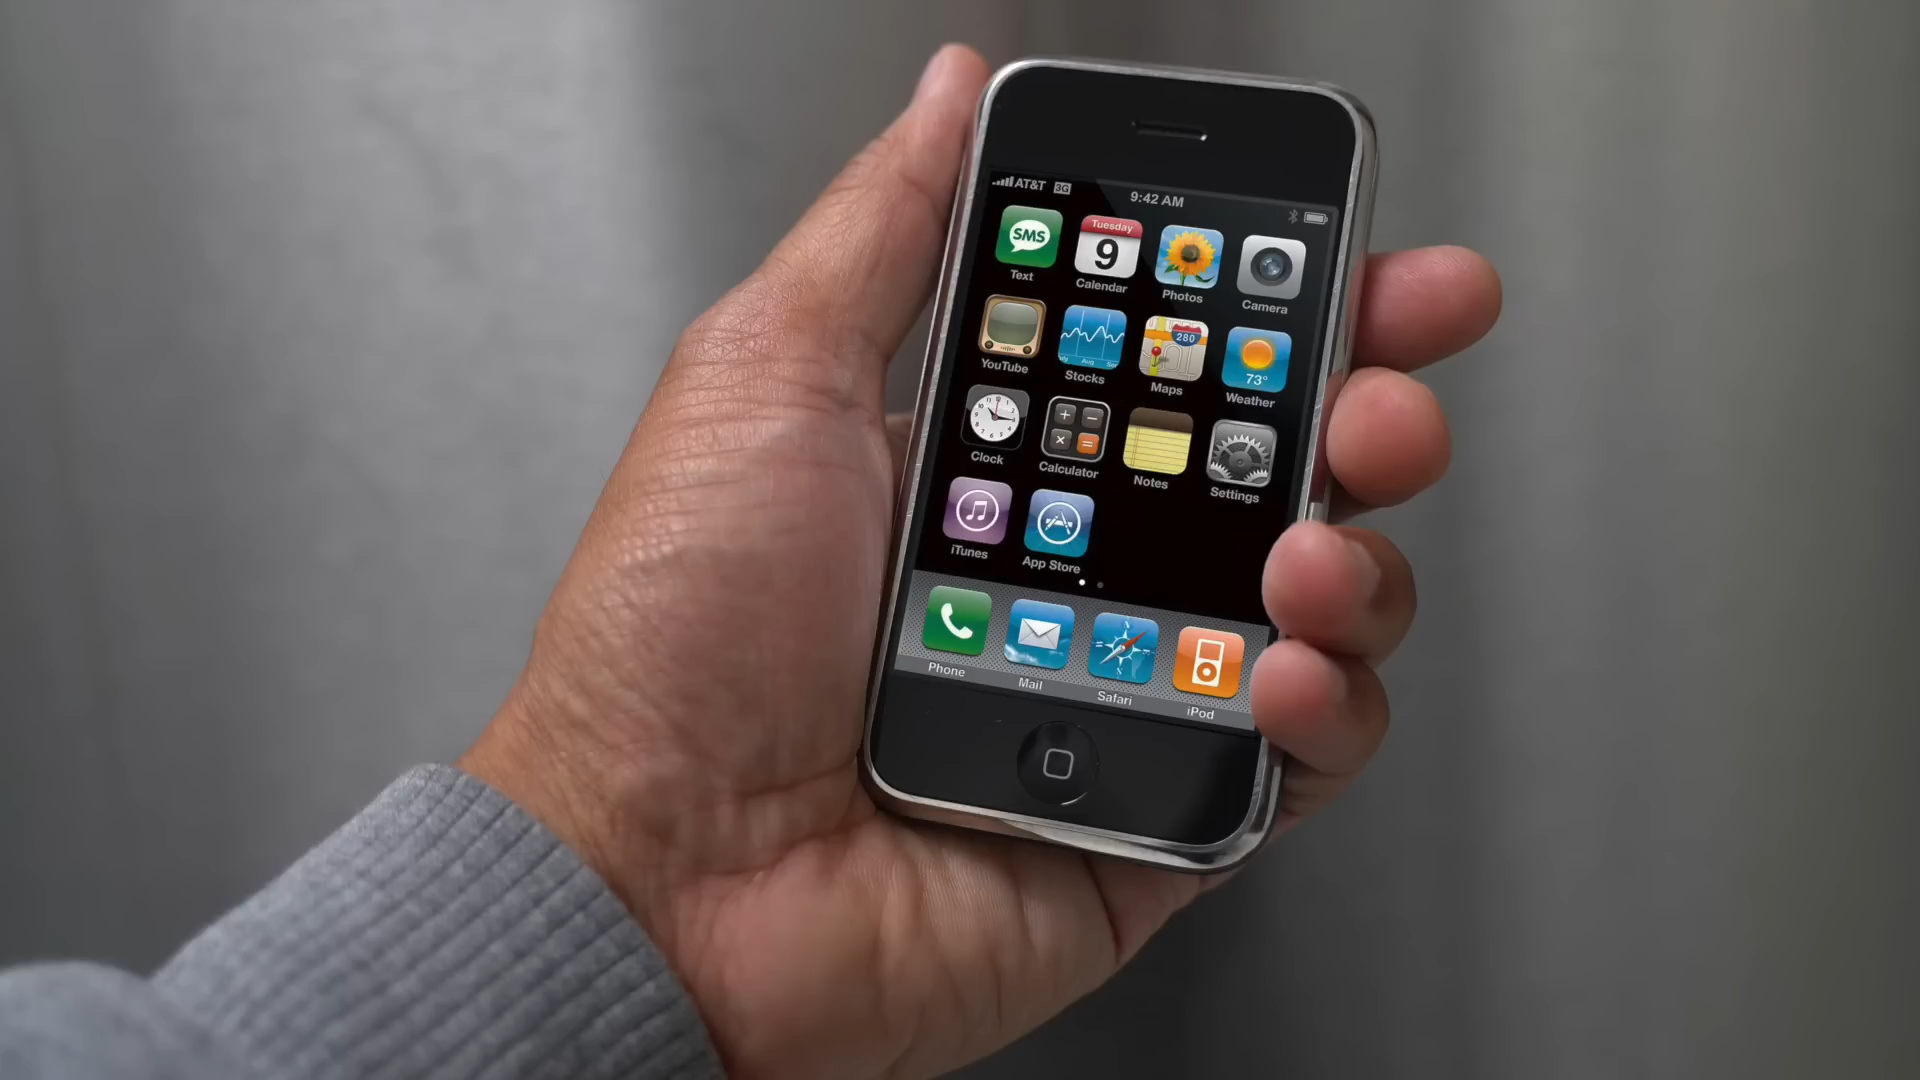 AT&T 3G 9:42 AM
SMS Tuesday 9
Text Calendar Photos Camera
280 73°
YouTube Stocks Maps Weather
Clock Calculator Notes Settings
iTunes App Store
Phone Mail Safari iPod